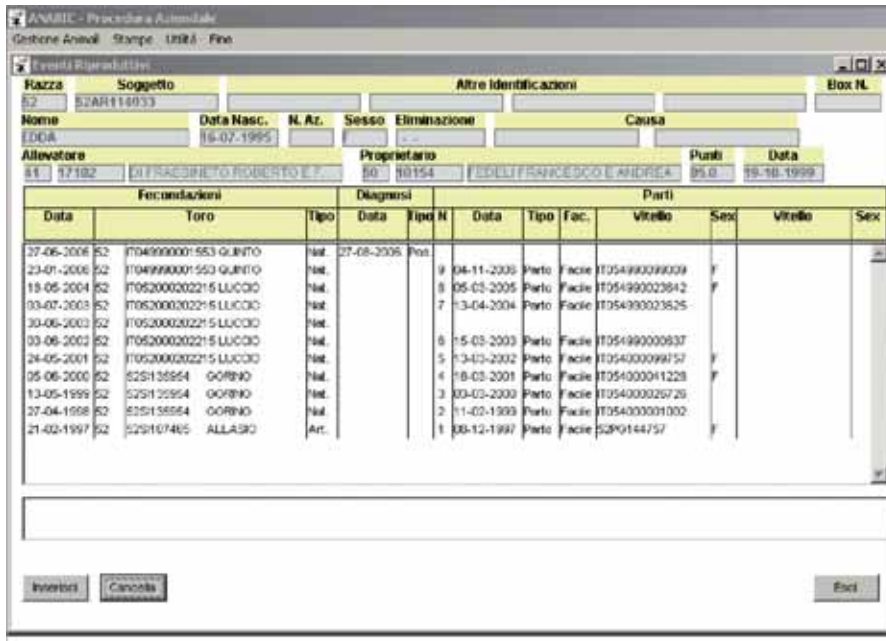 ANABIC - Procedura Aziendale
Gestione Animali Stampe Utilità Fine
Eventi Riproduttivi
Razza Soggetto Altre Identificazioni Box N.
52 52AR114933
Nome Data Nasc. N. Az. Sesso Eliminazione Causa
EDDA 16-07-1995 F - -
Allevatore Proprietario Punti Data
17102 DI FRASSINETO ROBERTO E F. 50 10154 FEDELI FRANCESCO E ANDREA 85.0 19-10-1999
Fecondazioni Diagnosi Parti
Data Toro Tipo Data Tipo N Data Tipo Fac. Vitello Sex Vitello Sex
27-06-2006 52 IT049990001553 QUINTO Nat. 27-08-2006 Pos.
23-01-2006 52 IT049990001553 QUINTO Nat. 9 04-11-2006 Parto Facile IT054990099009 F
18-05-2004 52 IT052000202215 LUCCIO Nat. 8 05-03-2005 Parto Facile IT054990023842 F
03-07-2003 52 IT052000202215 LUCCIO Nat. 7 13-04-2004 Parto Facile IT054990023625
30-06-2003 52 IT052000202215 LUCCIO Nat.
03-06-2002 52 IT052000202215 LUCCIO Nat. 6 15-03-2003 Parto Facile IT054990000637
24-05-2001 52 IT052000202215 LUCCIO Nat. 5 13-03-2002 Parto Facile IT054000099757 F
05-06-2000 52 52SI135954 GORINO Nat. 4 18-03-2001 Parto Facile IT054000041228 F
13-05-1999 52 52SI135954 GORINO Nat. 3 03-03-2000 Parto Facile IT054000026726
27-04-1998 52 52SI135954 GORINO Nat. 2 11-02-1999 Parto Facile IT054000001002
21-02-1997 52 52SI107465 ALLASIO Art. 1 08-12-1997 Parto Facile 52PG144757 F
Inserisci Cancella Esci